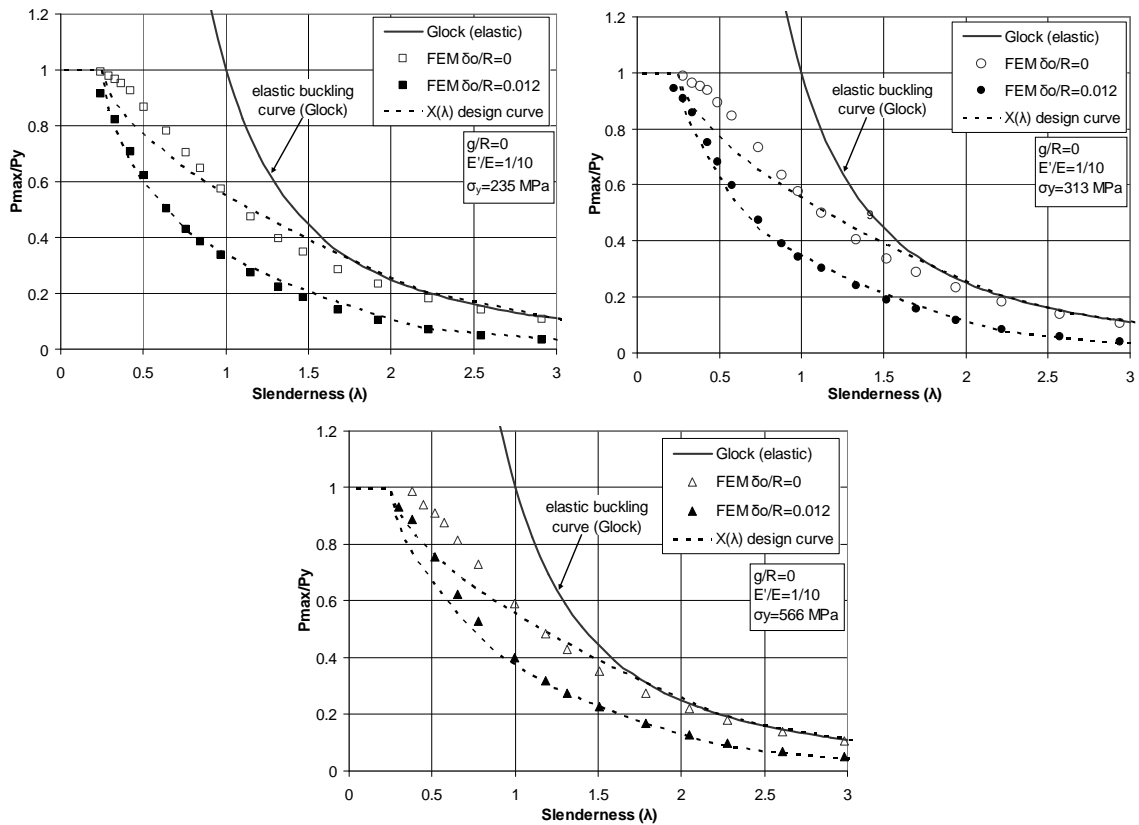 1.2
1
0.8
0.6
0.4
0.2
0
Pmax/Py
0
0.5
1
1.5
2
2.5
3
Slenderness (λ)
Glock (elastic)
FEM δo/R=0
FEM δo/R=0.012
X(λ) design curve
elastic buckling
curve (Glock)
g/R=0
E'/E=1/10
σy=235 MPa
1.2
1
0.8
0.6
0.4
0.2
0
Pmax/Py
0
0.5
1
1.5
2
2.5
3
Slenderness (λ)
Glock (elastic)
FEM δo/R=0
FEM δo/R=0.012
X(λ) design curve
elastic buckling
curve (Glock)
g/R=0
E'/E=1/10
σy=313 MPa
9
1.2
1
0.8
0.6
0.4
0.2
0
Pmax/Py
0
0.5
1
1.5
2
2.5
3
Slenderness (λ)
Glock (elastic)
FEM δo/R=0
FEM δo/R=0.012
X(λ) design curve
elastic buckling
curve (Glock)
g/R=0
E'/E=1/10
σy=566 MPa